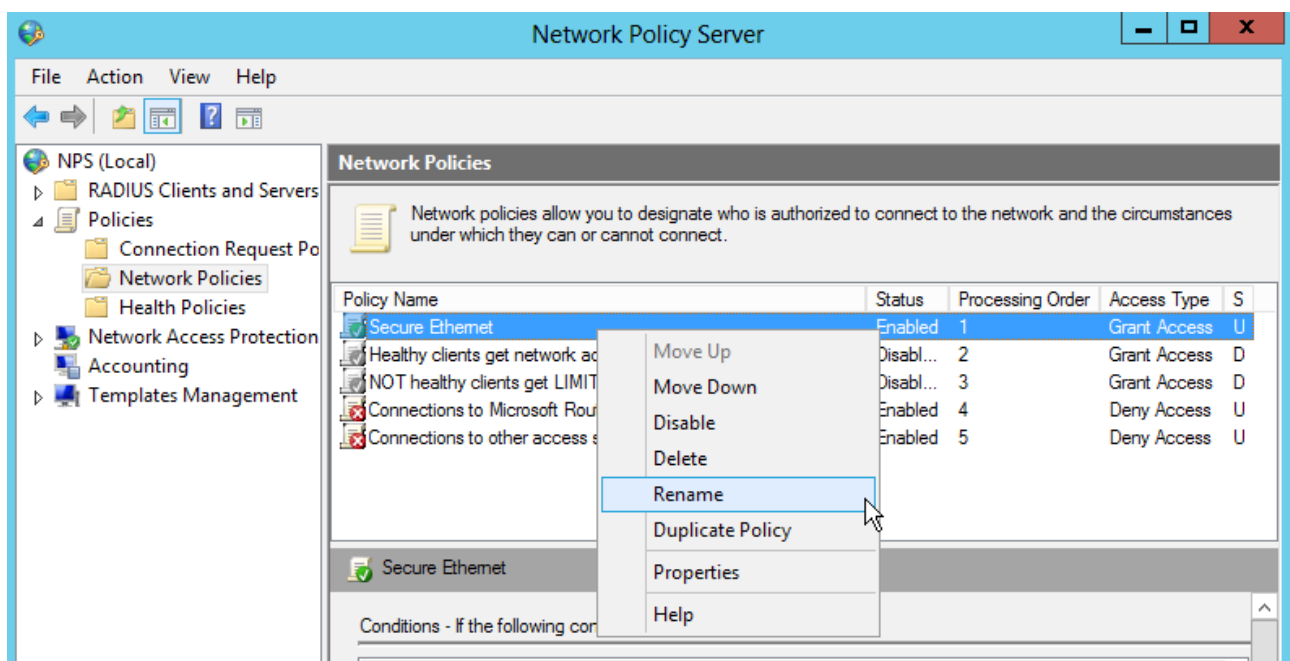 Network Policy Server
File Action View Help
NPS (Local)
RADIUS Clients and Servers
Policies
Connection Request Po
Network Policies
Health Policies
Network Access Protection
Accounting
Templates Management
Network Policies
Network policies allow you to designate who is authorized to connect to the network and the circumstances
under which they can or cannot connect.
Policy Name Status Processing Order Access Type S
Secure Ethernet Enabled 1 Grant Access U
Healthy clients get network ac Disabl... 2 Grant Access D
NOT healthy clients get LIMIT Disabl... 3 Grant Access D
Connections to Microsoft Rou Enabled 4 Deny Access U
Connections to other access s Enabled 5 Deny Access U
Move Up
Move Down
Disable
Delete
Rename
Duplicate Policy
Properties
Help
Secure Ethernet
Conditions - If the following con